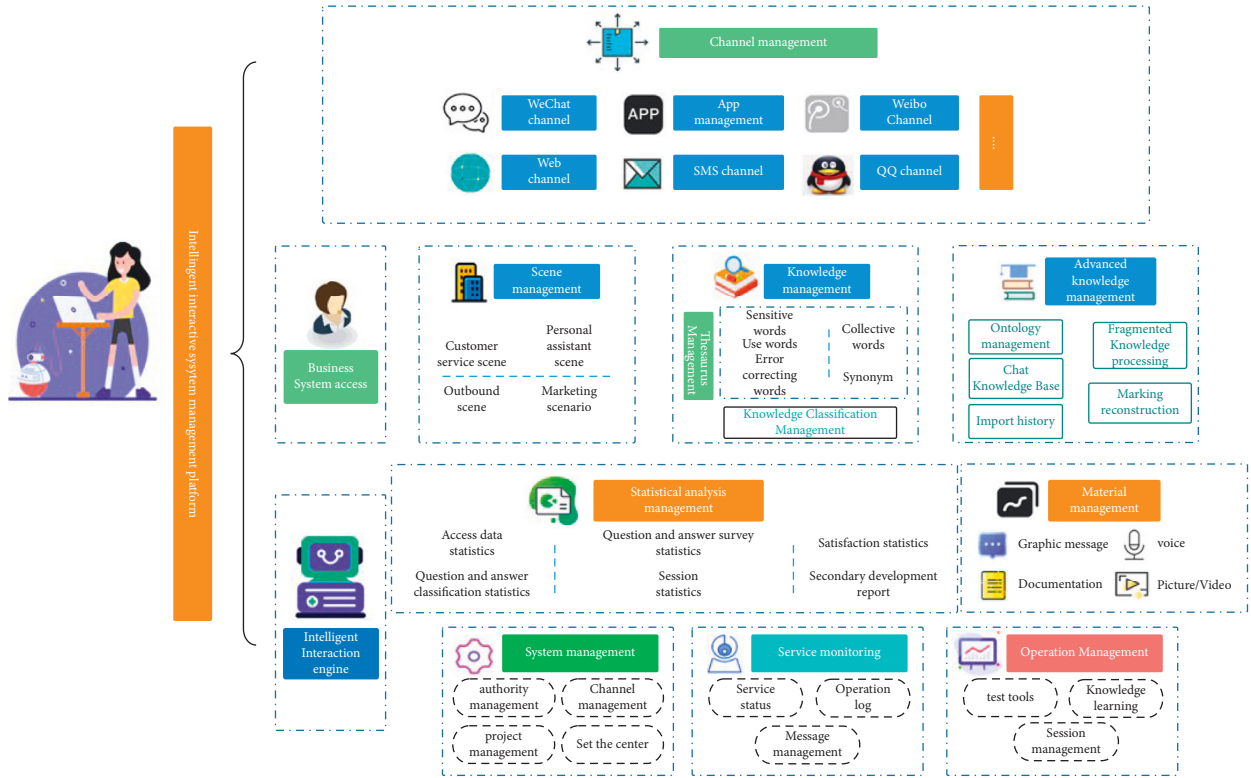 Intellingent interactive sysytem management platform
Channel management
WeChat
channel
APP
App
management
Weibo
Channel
Web
channel
SMS channel
QQ channel
...
Business
System access
Scene
management
Customer
service scene
Personal
assistant
scene
Outbound
scene
Marketing
scenario
Knowledge
management
Thesaurus
Management
Sensitive
words
Use words
Error
correcting
words
Collective
words
Synonym
Knowledge Classification
Management
Advanced
knowledge
management
Ontology
management
Fragmented
Knowledge
processing
Chat
Knowledge Base
Marking
reconstruction
Import history
Intelligent
Interaction
engine
Statistical analysis
management
Access data
statistics
Question and answer survey
statistics
Satisfaction statistics
Question and answer
classification statistics
Session
statistics
Secondary development
report
Material
management
Graphic message
voice
Documentation
Picture/Video
System management
authority
management
Channel
management
project
management
Set the center
Service monitoring
Service
status
Operation
log
Message
management
Operation Management
test tools
Knowledge
learning
Session
management